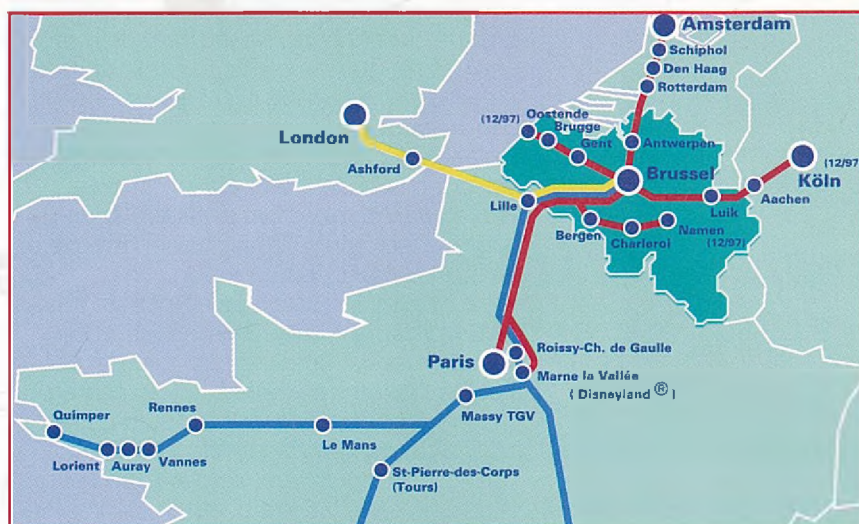 Amsterdam
Schiphol
Den Haag
Rotterdam
(12/97)
Oostende
Brugge
Gent
Antwerpen
London
Ashford
Brussel
Köln
(12/97
Aachen
Lille
Luik
Bergen
Namen
Charleroi
(12/97)
Paris
Roissy-Ch. de Gaulle
Marne la Vallée
( Disneyland ® )
Massy TGV
Quimper
Rennes
Le Mans
Lorient
Auray
Vannes
St-Pierre-des-Corps
(Tours)